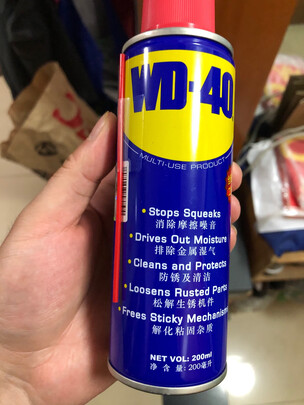 WD-40
MULTI-USE PRODUCT
• Stops Squeaks
消除摩擦噪音
• Drives Out Moisture
排除金属湿气
• Cleans and Protects
防锈及清洁
• Loosens Rusted Parts
松解生锈机件
• Frees Sticky Mechanisms
解化粘固杂质
NET VOL: 200ml
净 含 量: 200毫升